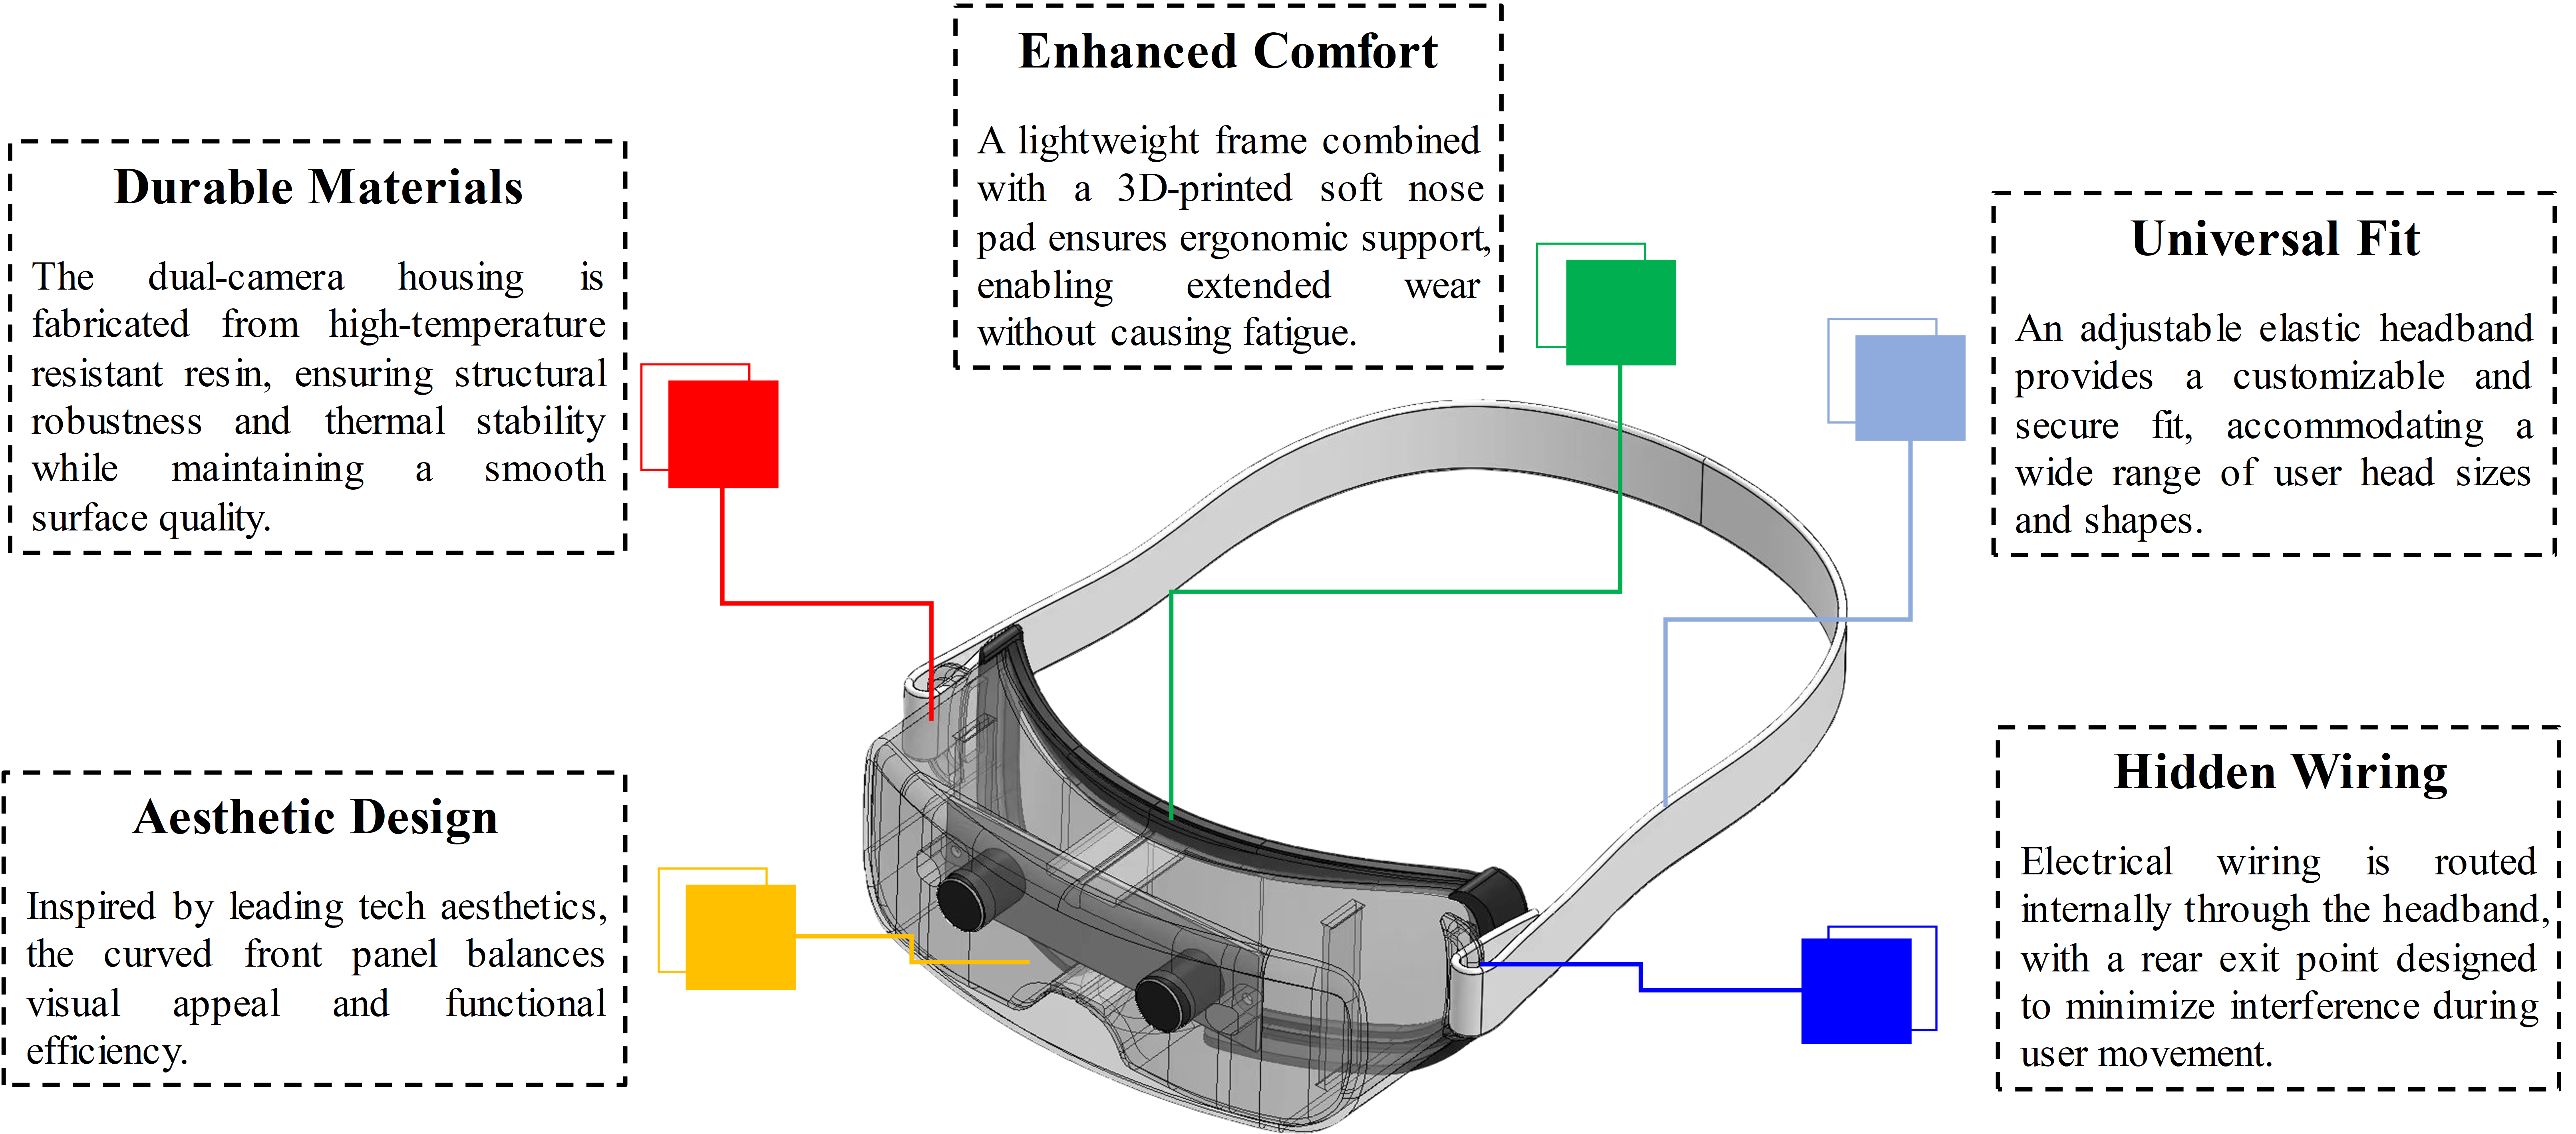 Enhanced Comfort
A lightweight frame combined
with a 3D-printed soft nose
pad ensures ergonomic support,
enabling extended wear
without causing fatigue.
Durable Materials
The dual-camera housing is
fabricated from high-temperature
resistant resin, ensuring structural
robustness and thermal stability
while maintaining a smooth
surface quality.
Universal Fit
An adjustable elastic headband
provides a customizable and
secure fit, accommodating a
wide range of user head sizes
and shapes.
Aesthetic Design
Inspired by leading tech aesthetics,
the curved front panel balances
visual appeal and functional
efficiency.
Hidden Wiring
Electrical wiring is routed
internally through the headband,
with a rear exit point designed
to minimize interference during
user movement.